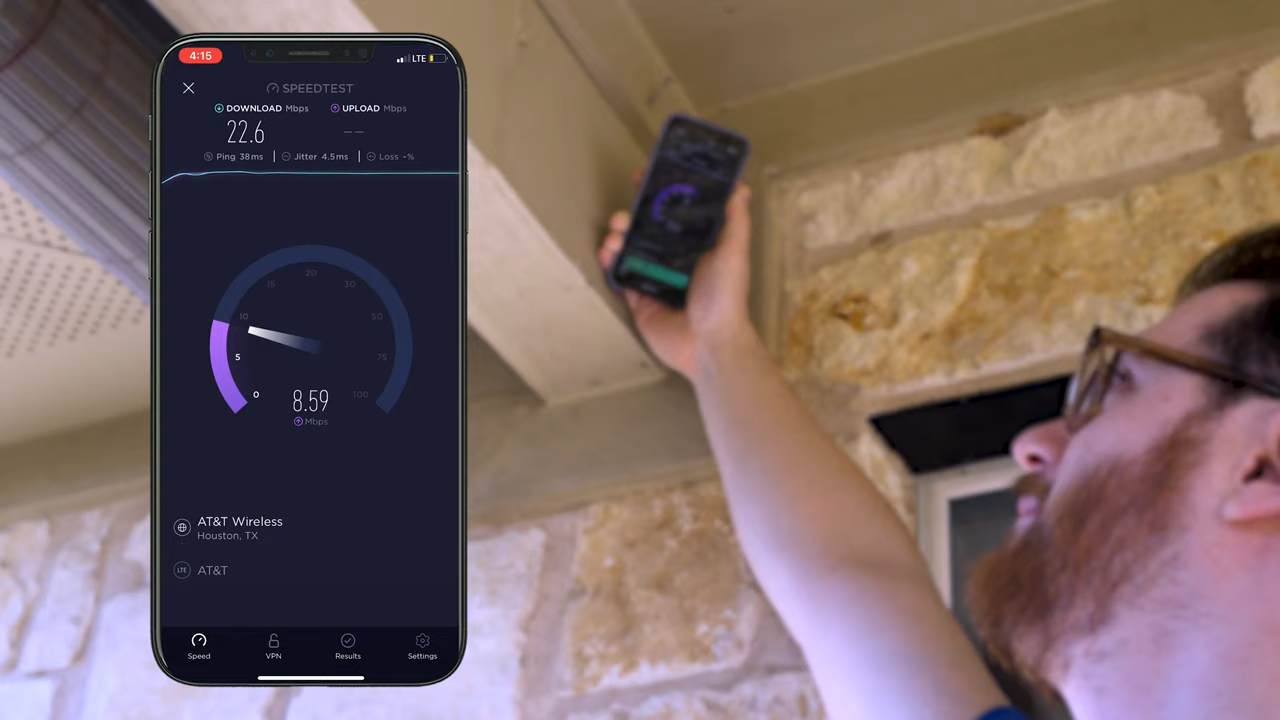 4:15 LTE
SPEEDTEST
DOWNLOAD Mbps UPLOAD Mbps
22.6 — —
Ping 38ms | Jitter 4.5ms | Loss -%
20
15 30
10 50
5 75
0 100
8.59
Mbps
AT&T Wireless
Houston, TX
LTE AT&T
Speed VPN Results Settings